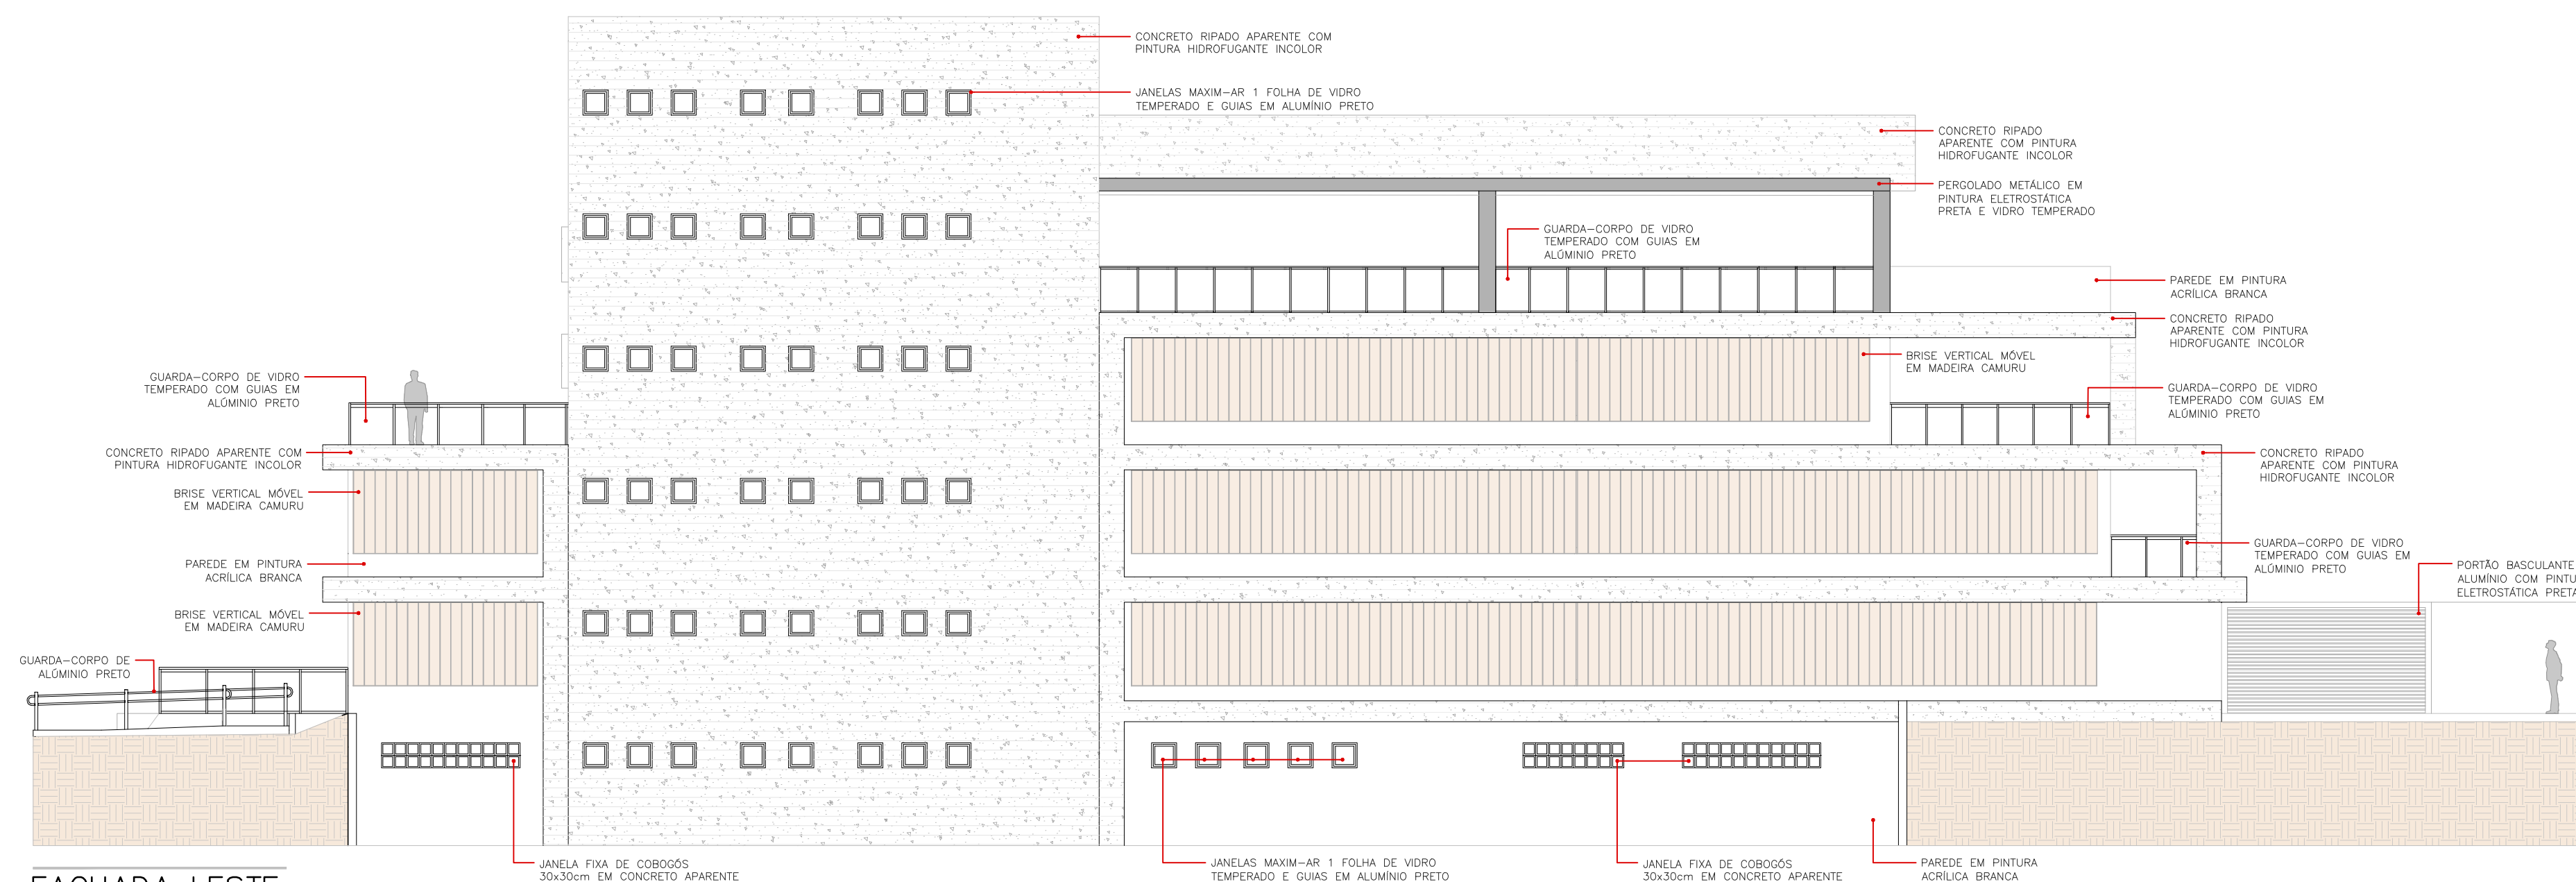 CONCRETO RIPADO APARENTE COM
PINTURA HIDROFUGANTE INCOLOR
JANELAS MAXIM-AR 1 FOLHA DE VIDRO
TEMPERADO E GUIAS EM ALUMÍNIO PRETO
CONCRETO RIPADO
APARENTE COM PINTURA
HIDROFUGANTE INCOLOR
PERGOLADO METÁLICO EM
PINTURA ELETROSTÁTICA
PRETA E VIDRO TEMPERADO
GUARDA-CORPO DE VIDRO
TEMPERADO COM GUIAS EM
ALÚMINIO PRETO
PAREDE EM PINTURA
ACRÍLICA BRANCA
CONCRETO RIPADO
APARENTE COM PINTURA
HIDROFUGANTE INCOLOR
BRISE VERTICAL MÓVEL
EM MADEIRA CAMURU
GUARDA-CORPO DE VIDRO
TEMPERADO COM GUIAS EM
ALÚMINIO PRETO
GUARDA-CORPO DE VIDRO
TEMPERADO COM GUIAS EM
ALÚMINIO PRETO
CONCRETO RIPADO APARENTE COM
PINTURA HIDROFUGANTE INCOLOR
CONCRETO RIPADO
APARENTE COM PINTURA
HIDROFUGANTE INCOLOR
BRISE VERTICAL MÓVEL
EM MADEIRA CAMURU
GUARDA-CORPO DE VIDRO
TEMPERADO COM GUIAS EM
ALÚMINIO PRETO
PAREDE EM PINTURA
ACRÍLICA BRANCA
PORTÃO BASCULANTE
ALUMÍNIO COM PINTU
ELETROSTÁTICA PRETA
BRISE VERTICAL MÓVEL
EM MADEIRA CAMURU
GUARDA-CORPO DE
ALÚMINIO PRETO
JANELA FIXA DE COBOGÓS
30x30cm EM CONCRETO APARENTE
JANELAS MAXIM-AR 1 FOLHA DE VIDRO
TEMPERADO E GUIAS EM ALUMÍNIO PRETO
JANELA FIXA DE COBOGÓS
30x30cm EM CONCRETO APARENTE
PAREDE EM PINTURA
ACRÍLICA BRANCA
FACHADA LESTE